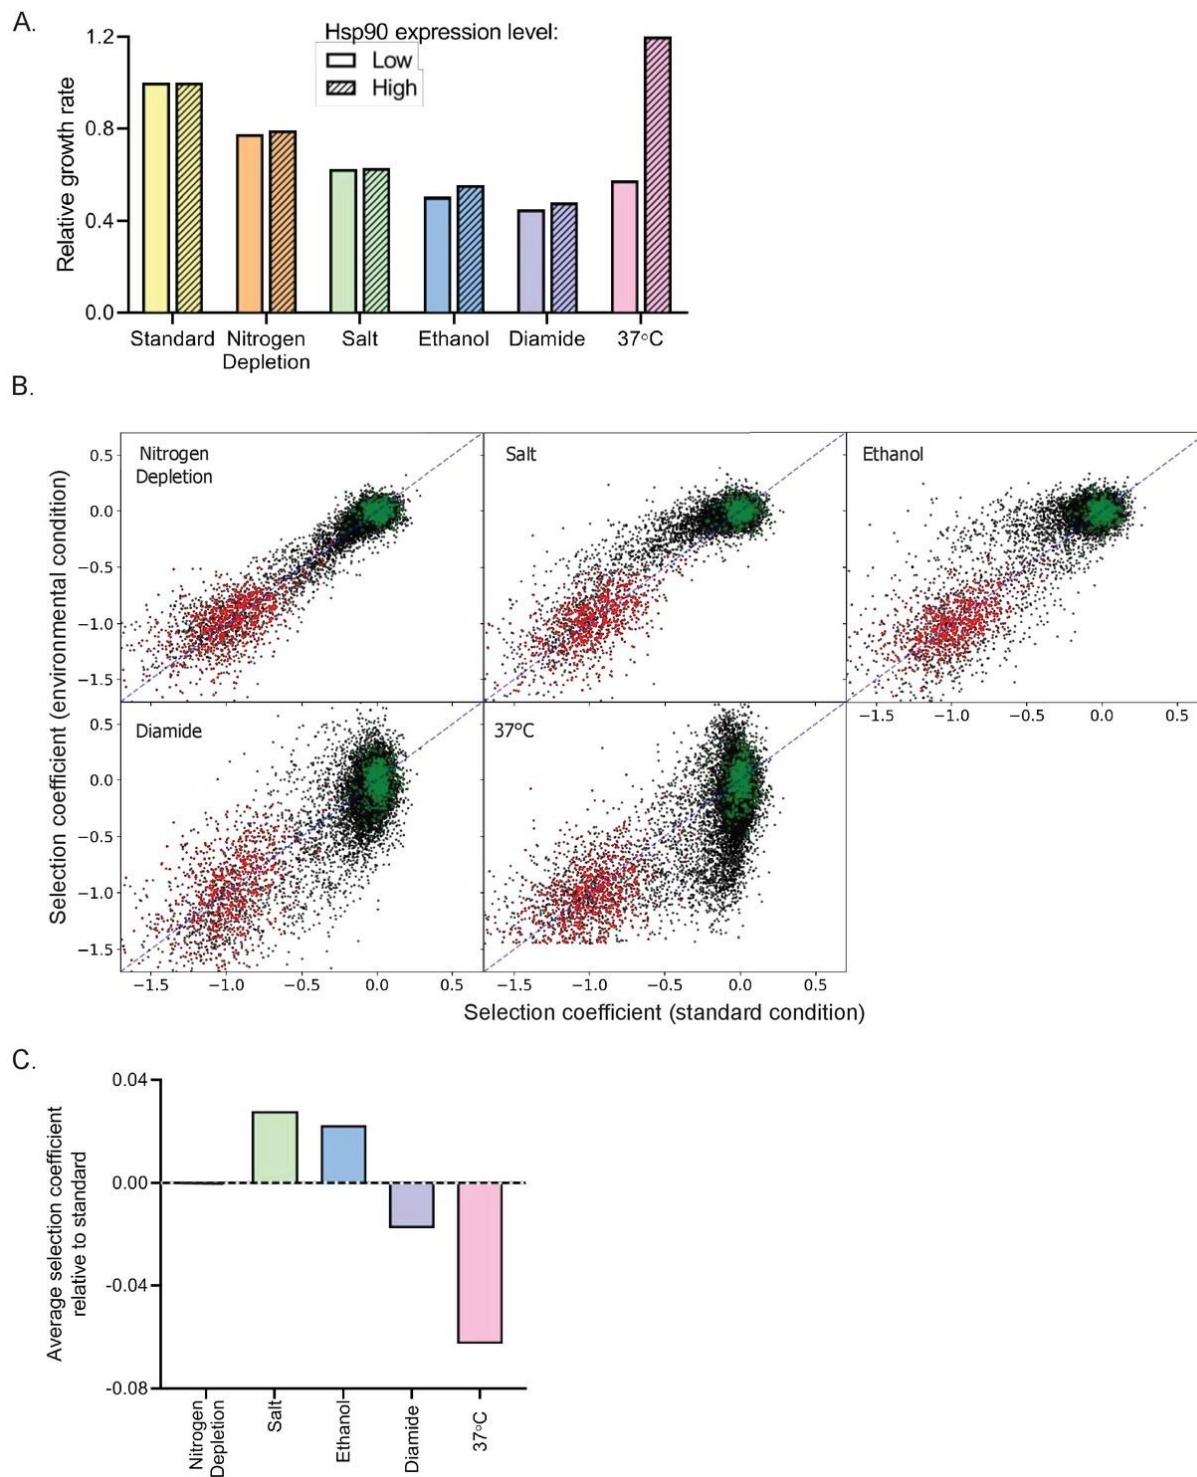 A.
Hsp90 expression level:
Low
High
Relative growth rate
1.2
0.8
0.4
0.0
Standard
Nitrogen
Depletion
Salt
Ethanol
Diamide
37°C
B.
Selection coefficient (environmental condition)
Nitrogen
Depletion
Salt
Ethanol
0.5
0.0
−0.5
−1.0
−1.5
−1.5
−1.0
−0.5
0.0
0.5
Diamide
37°C
0.5
0.0
−0.5
−1.0
−1.5
−1.5
−1.0
−0.5
0.0
0.5
−1.5
−1.0
−0.5
0.0
0.5
Selection coefficient (standard condition)
C.
Average selection coefficient
relative to standard
0.04
0.00
-0.04
-0.08
Nitrogen
Depletion
Salt
Ethanol
Diamide
37°C